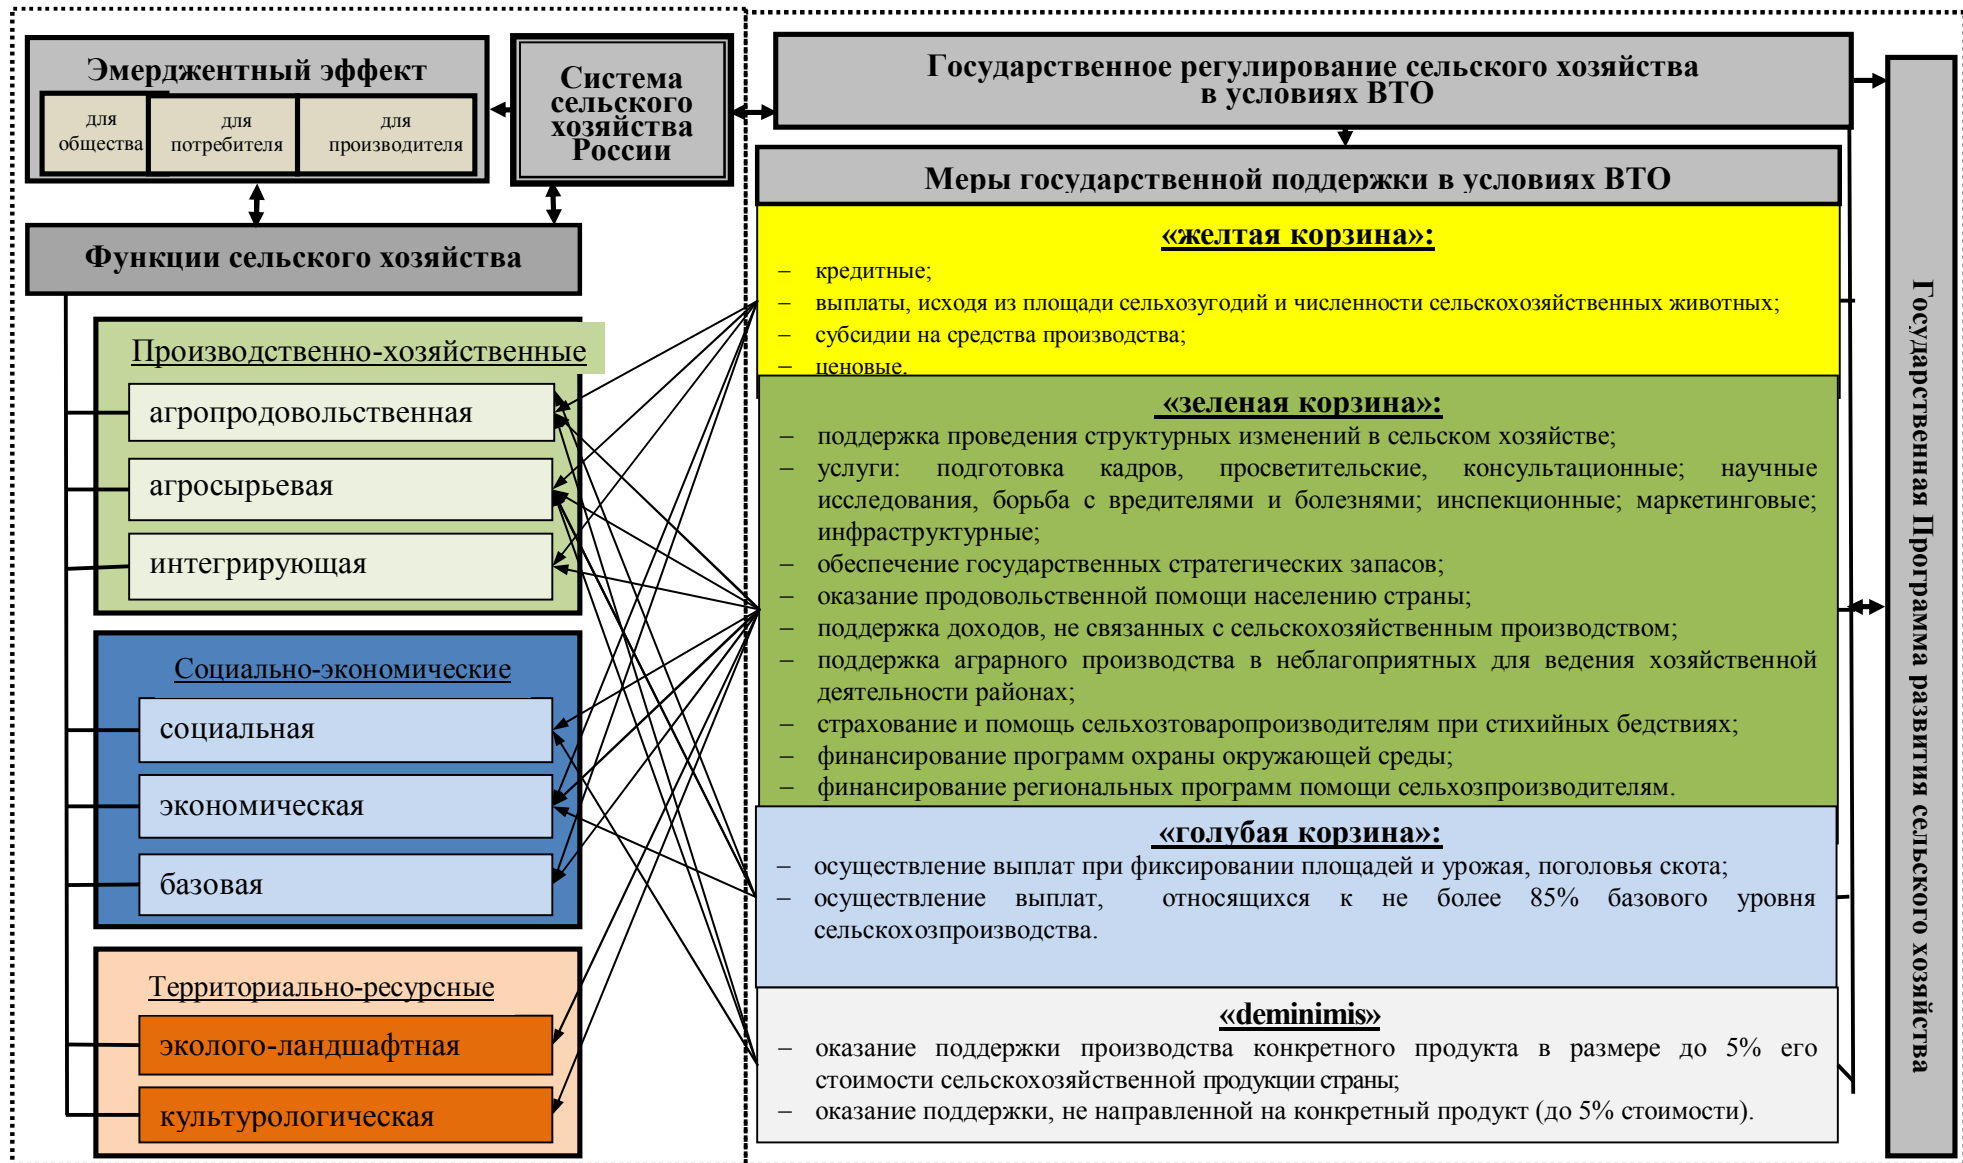 Эмерджентный эффект
для
общества
для
потребителя
для
производителя
Система
сельского
хозяйства
России
Государственное регулирование сельского хозяйства
в условиях ВТО
Функции сельского хозяйства
Производственно-хозяйственные
агропродовольственная
агросырьевая
интегрирующая
Социально-экономические
социальная
экономическая
базовая
Территориально-ресурсные
эколого-ландшафтная
культурологическая
Меры государственной поддержки в условиях ВТО
«желтая корзина»:
– кредитные;
– выплаты, исходя из площади сельхозугодий и численности сельскохозяйственных животных;
– субсидии на средства производства;
– ценовые.
«зеленая корзина»:
– поддержка проведения структурных изменений в сельском хозяйстве;
– услуги: подготовка кадров, просветительские, консультационные; научные
исследования, борьба с вредителями и болезнями; инспекционные; маркетинговые;
инфраструктурные;
– обеспечение государственных стратегических запасов;
– оказание продовольственной помощи населению страны;
– поддержка доходов, не связанных с сельскохозяйственным производством;
– поддержка аграрного производства в неблагоприятных для ведения хозяйственной
деятельности районах;
– страхование и помощь сельхозтоваропроизводителям при стихийных бедствиях;
– финансирование программ охраны окружающей среды;
– финансирование региональных программ помощи сельхозпроизводителям.
«голубая корзина»:
– осуществление выплат при фиксировании площадей и урожая, поголовья скота;
– осуществление выплат, относящихся к не более 85% базового уровня
сельскохозпроизводства.
«deminimis»
– оказание поддержки производства конкретного продукта в размере до 5% его
стоимости сельскохозяйственной продукции страны;
– оказание поддержки, не направленной на конкретный продукт (до 5% стоимости).
Государственная Программа развития сельского хозяйства